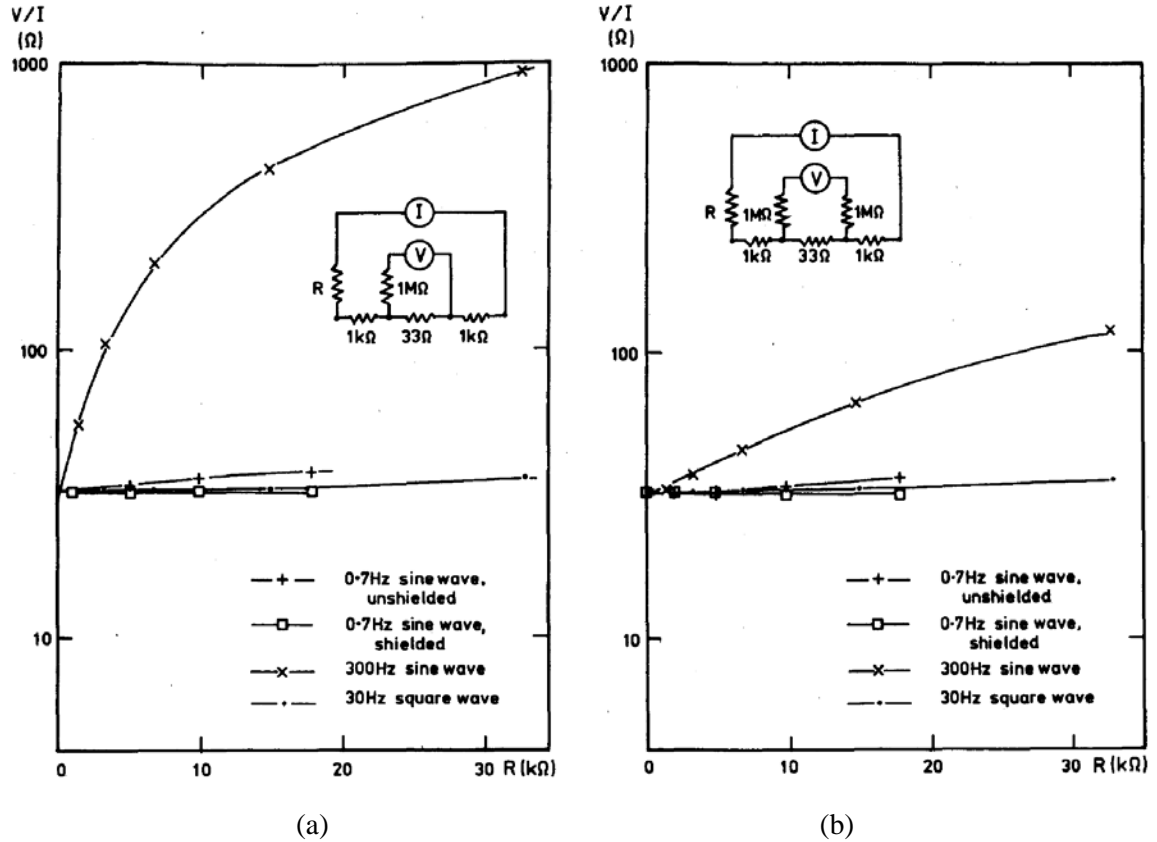 V/I
(Ω)
1000
100
10
0
10
20
30
R (kΩ)
I
V
R
1MΩ
1kΩ
33Ω
1kΩ
0·7Hz sine wave,
unshielded
0·7Hz sine wave,
shielded
300Hz sine wave
30Hz square wave
(a)
V/I
(Ω)
1000
100
10
0
10
20
30
R (kΩ)
I
V
R
1MΩ
1MΩ
1kΩ
33Ω
1kΩ
0·7Hz sine wave,
unshielded
0·7Hz sine wave,
shielded
300Hz sine wave
30Hz square wave
(b)